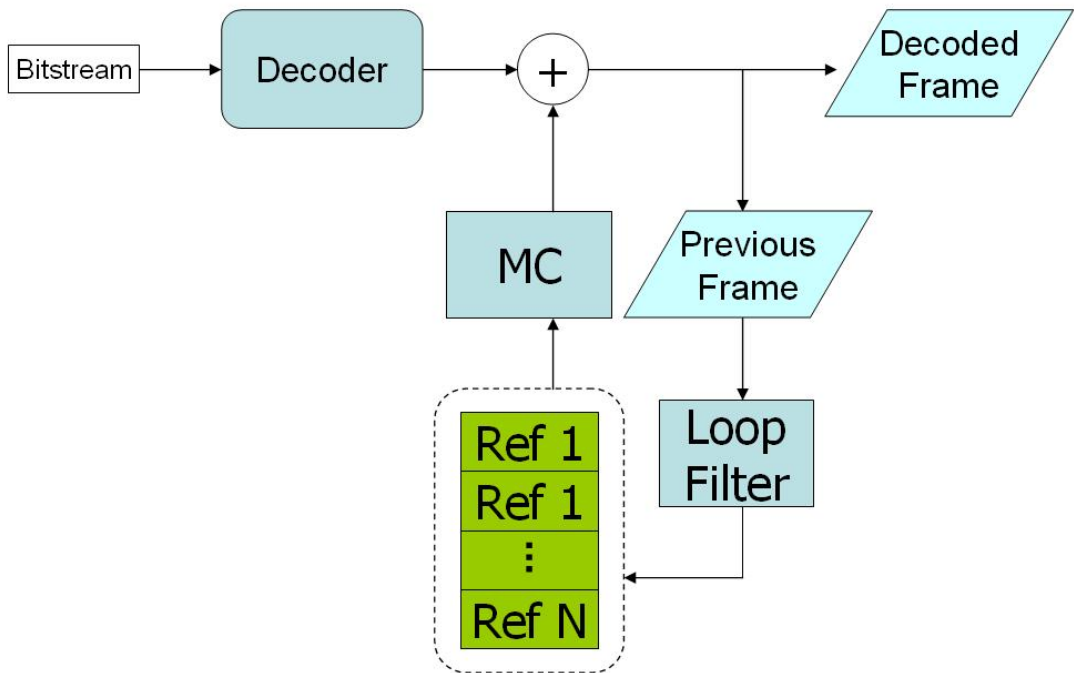 Bitstream
Decoder
+
Decoded
Frame
MC
Previous
Frame
Ref 1
Ref 1
⋮
Ref N
Loop
Filter